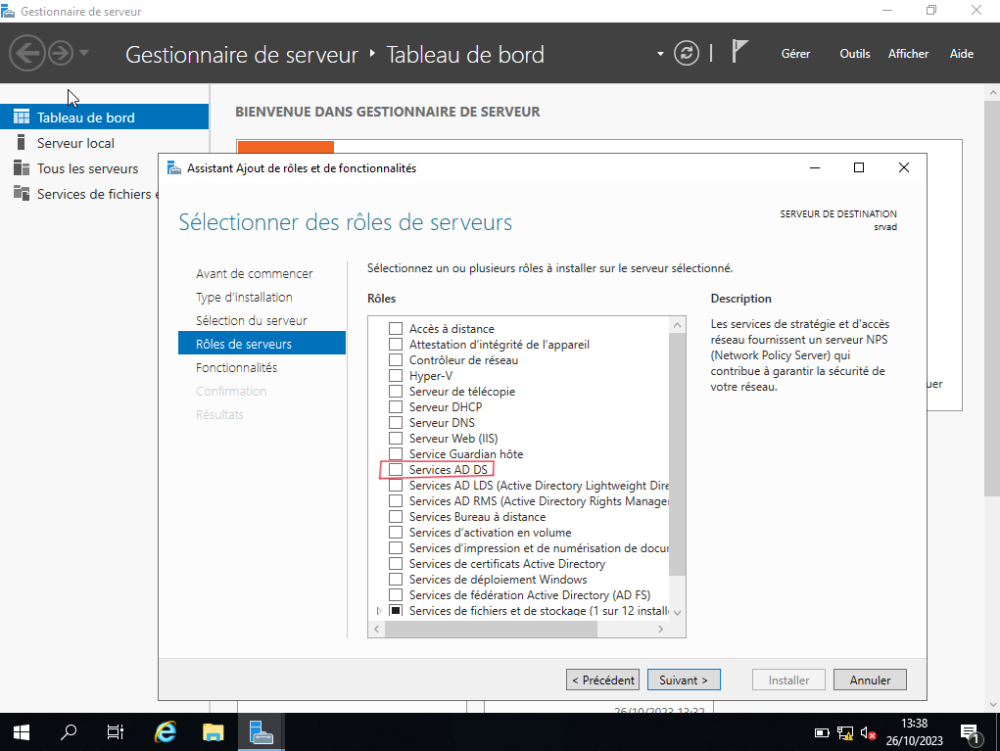 Gestionnaire de serveur
Gestionnaire de serveur ‣ Tableau de bord
Gérer Outils Afficher Aide
Tableau de bord
Serveur local
Tous les serveurs
Services de fichiers e
BIENVENUE DANS GESTIONNAIRE DE SERVEUR
Assistant Ajout de rôles et de fonctionnalités
Sélectionner des rôles de serveurs
SERVEUR DE DESTINATION
srvad
Avant de commencer
Type d'installation
Sélection du serveur
Rôles de serveurs
Fonctionnalités
Confirmation
Résultats
Sélectionnez un ou plusieurs rôles à installer sur le serveur sélectionné.
Rôles
Accès à distance
Attestation d'intégrité de l'appareil
Contrôleur de réseau
Hyper-V
Serveur de télécopie
Serveur DHCP
Serveur DNS
Serveur Web (IIS)
Service Guardian hôte
Services AD DS
Services AD LDS (Active Directory Lightweight Dire
Services AD RMS (Active Directory Rights Manager
Services Bureau à distance
Services d'activation en volume
Services d'impression et de numérisation de docu
Services de certificats Active Directory
Services de déploiement Windows
Services de fédération Active Directory (AD FS)
Services de fichiers et de stockage (1 sur 12 install
Description
Les services de stratégie et d'accès
réseau fournissent un serveur NPS
(Network Policy Server) qui
contribue à garantir la sécurité de
votre réseau.
uer
< Précédent Suivant > Installer Annuler
26/10/2023 13:32
13:38
26/10/2023
1